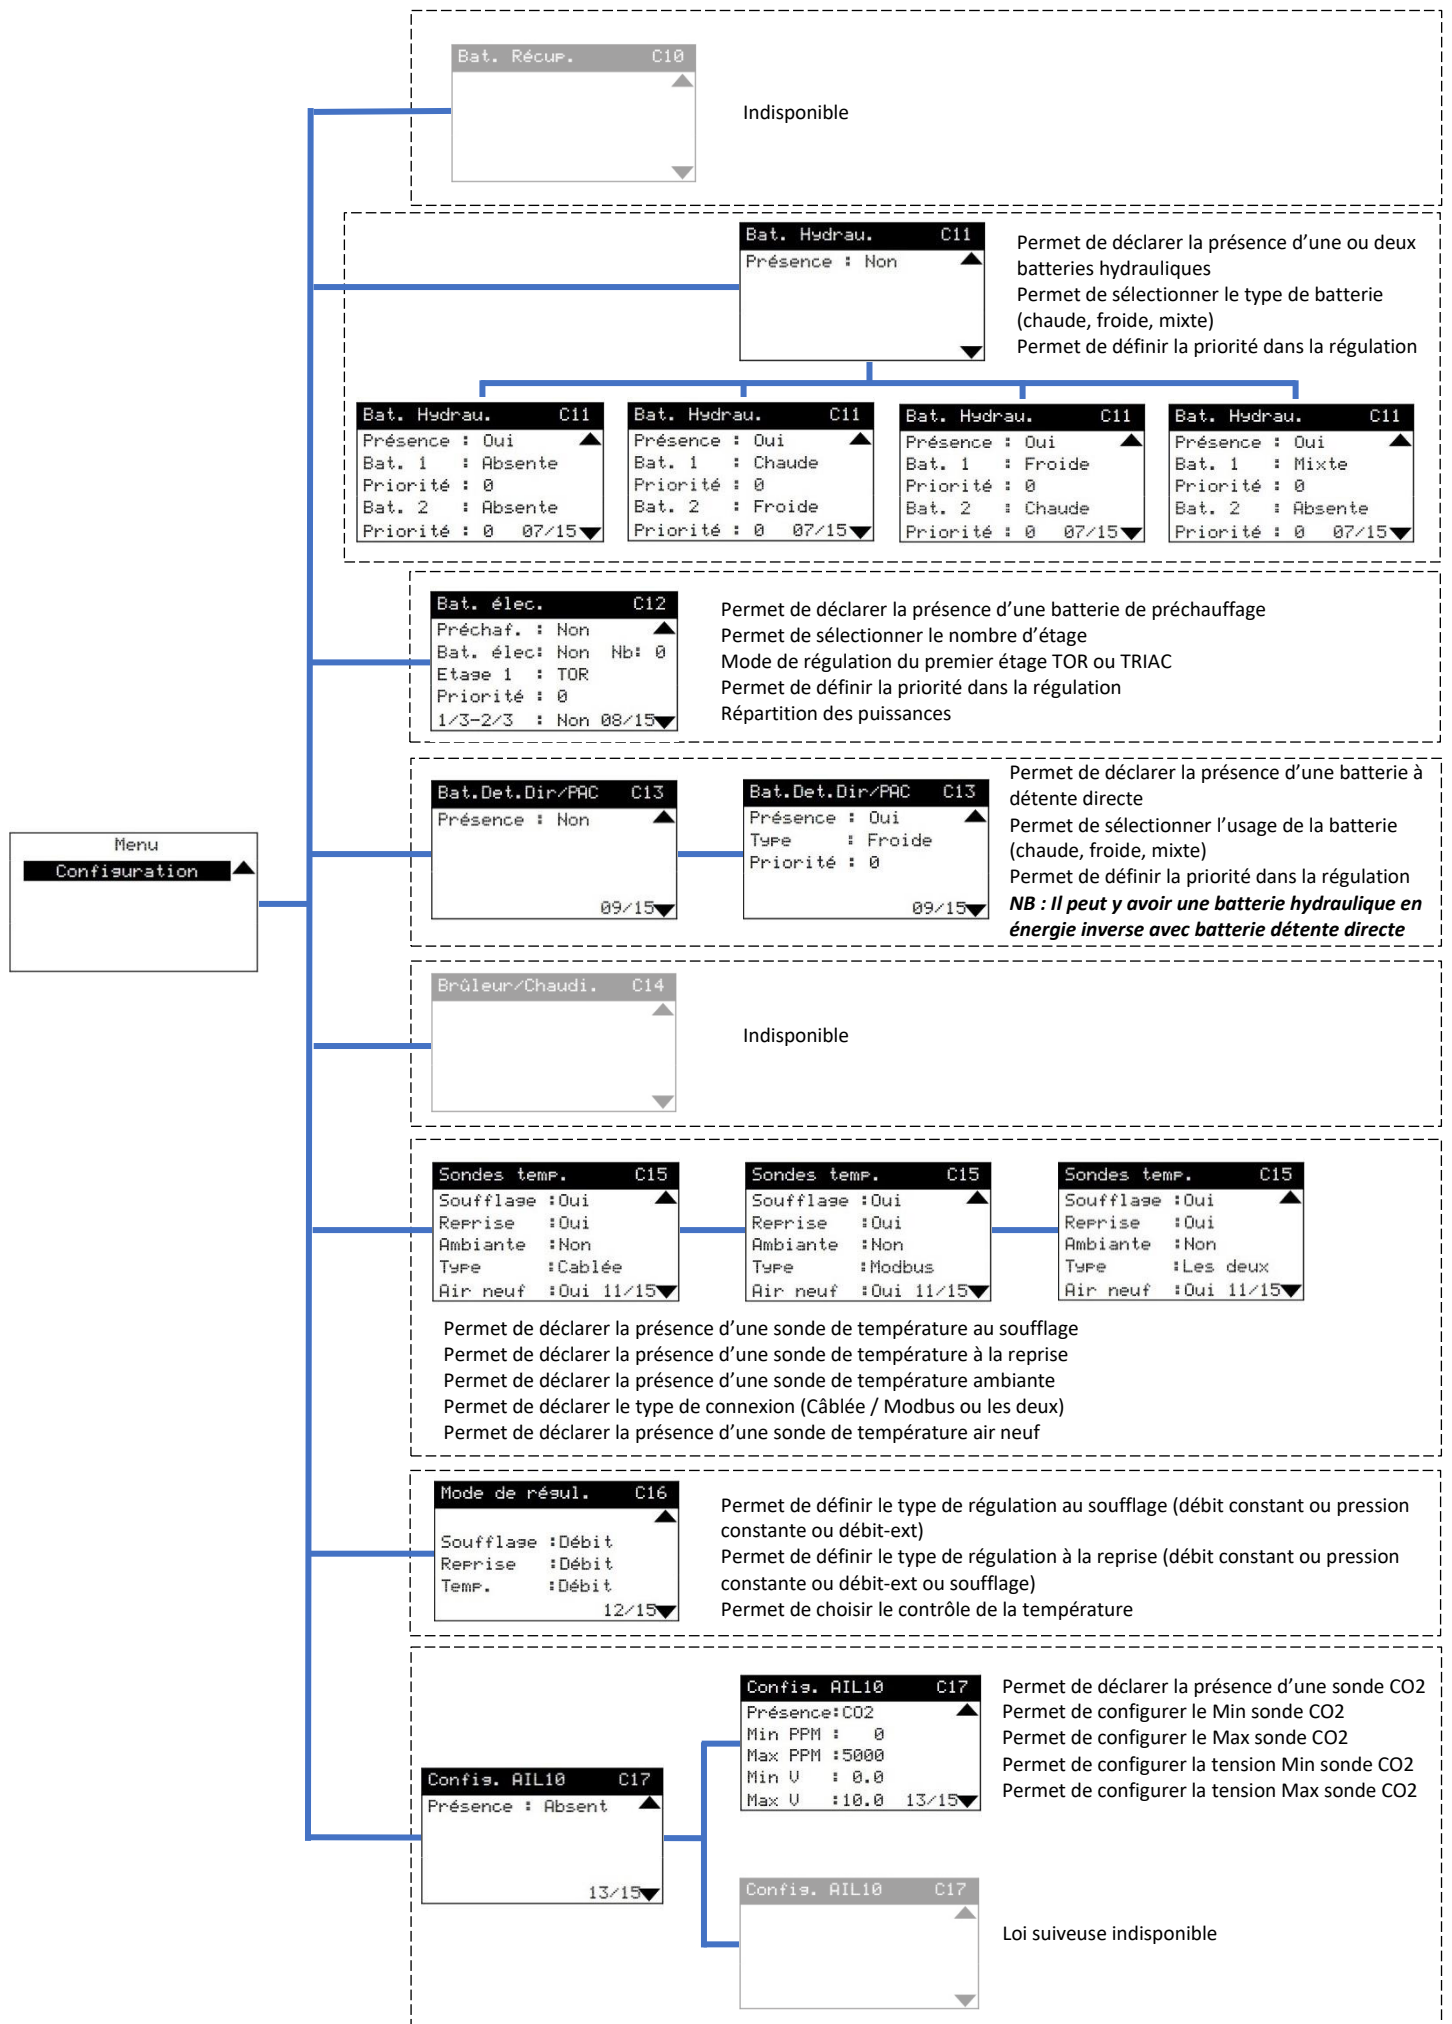 Bat. Récup. C10
Indisponible
Bat. Hydrau. C11
Présence : Non
Permet de déclarer la présence d'une ou deux
batteries hydrauliques
Permet de sélectionner le type de batterie
(chaude, froide, mixte)
Permet de définir la priorité dans la régulation
Bat. Hydrau. C11
Présence : Oui
Bat. 1 : Absente
Priorité : 0
Bat. 2 : Absente
Priorité : 0 07/15
Bat. Hydrau. C11
Présence : Oui
Bat. 1 : Chaude
Priorité : 0
Bat. 2 : Froide
Priorité : 0 07/15
Bat. Hydrau. C11
Présence : Oui
Bat. 1 : Froide
Priorité : 0
Bat. 2 : Chaude
Priorité : 0 07/15
Bat. Hydrau. C11
Présence : Oui
Bat. 1 : Mixte
Priorité : 0
Bat. 2 : Absente
Priorité : 0 07/15
Bat. élec. C12
Préchaf. : Non
Bat. élec: Non Nb: 0
Etage 1 : TOR
Priorité : 0
1/3-2/3 : Non 08/15
Permet de déclarer la présence d'une batterie de préchauffage
Permet de sélectionner le nombre d'étage
Mode de régulation du premier étage TOR ou TRIAC
Permet de définir la priorité dans la régulation
Répartition des puissances
Menu
Configuration
Bat.Det.Dir/PAC C13
Présence : Non
09/15
Bat.Det.Dir/PAC C13
Présence : Oui
Type : Froide
Priorité : 0
09/15
Permet de déclarer la présence d'une batterie à
détente directe
Permet de sélectionner l'usage de la batterie
(chaude, froide, mixte)
Permet de définir la priorité dans la régulation
NB : Il peut y avoir une batterie hydraulique en
énergie inverse avec batterie détente directe
Brûleur/Chaudi. C14
Indisponible
Sondes temp. C15
Soufflage :Oui
Reprise :Oui
Ambiante :Non
Type :Cablée
Air neuf :Oui 11/15
Sondes temp. C15
Soufflage :Oui
Reprise :Oui
Ambiante :Non
Type :Modbus
Air neuf :Oui 11/15
Sondes temp. C15
Soufflage :Oui
Reprise :Oui
Ambiante :Non
Type :Les deux
Air neuf :Oui 11/15
Permet de déclarer la présence d'une sonde de température au soufflage
Permet de déclarer la présence d'une sonde de température à la reprise
Permet de déclarer la présence d'une sonde de température ambiante
Permet de déclarer le type de connexion (Câblée / Modbus ou les deux)
Permet de déclarer la présence d'une sonde de température air neuf
Mode de régul. C16
Soufflage :Débit
Reprise :Débit
Temp. :Débit
12/15
Permet de définir le type de régulation au soufflage (débit constant ou pression
constante ou débit-ext)
Permet de définir le type de régulation à la reprise (débit constant ou pression
constante ou débit-ext ou soufflage)
Permet de choisir le contrôle de la température
Config. AIL10 C17
Présence : Absent
13/15
Config. AIL10 C17
Présence:CO2
Min PPM : 0
Max PPM :5000
Min V : 0.0
Max V :10.0 13/15
Permet de déclarer la présence d'une sonde CO2
Permet de configurer le Min sonde CO2
Permet de configurer le Max sonde CO2
Permet de configurer la tension Min sonde CO2
Permet de configurer la tension Max sonde CO2
Config. AIL10 C17
Loi suiveuse indisponible